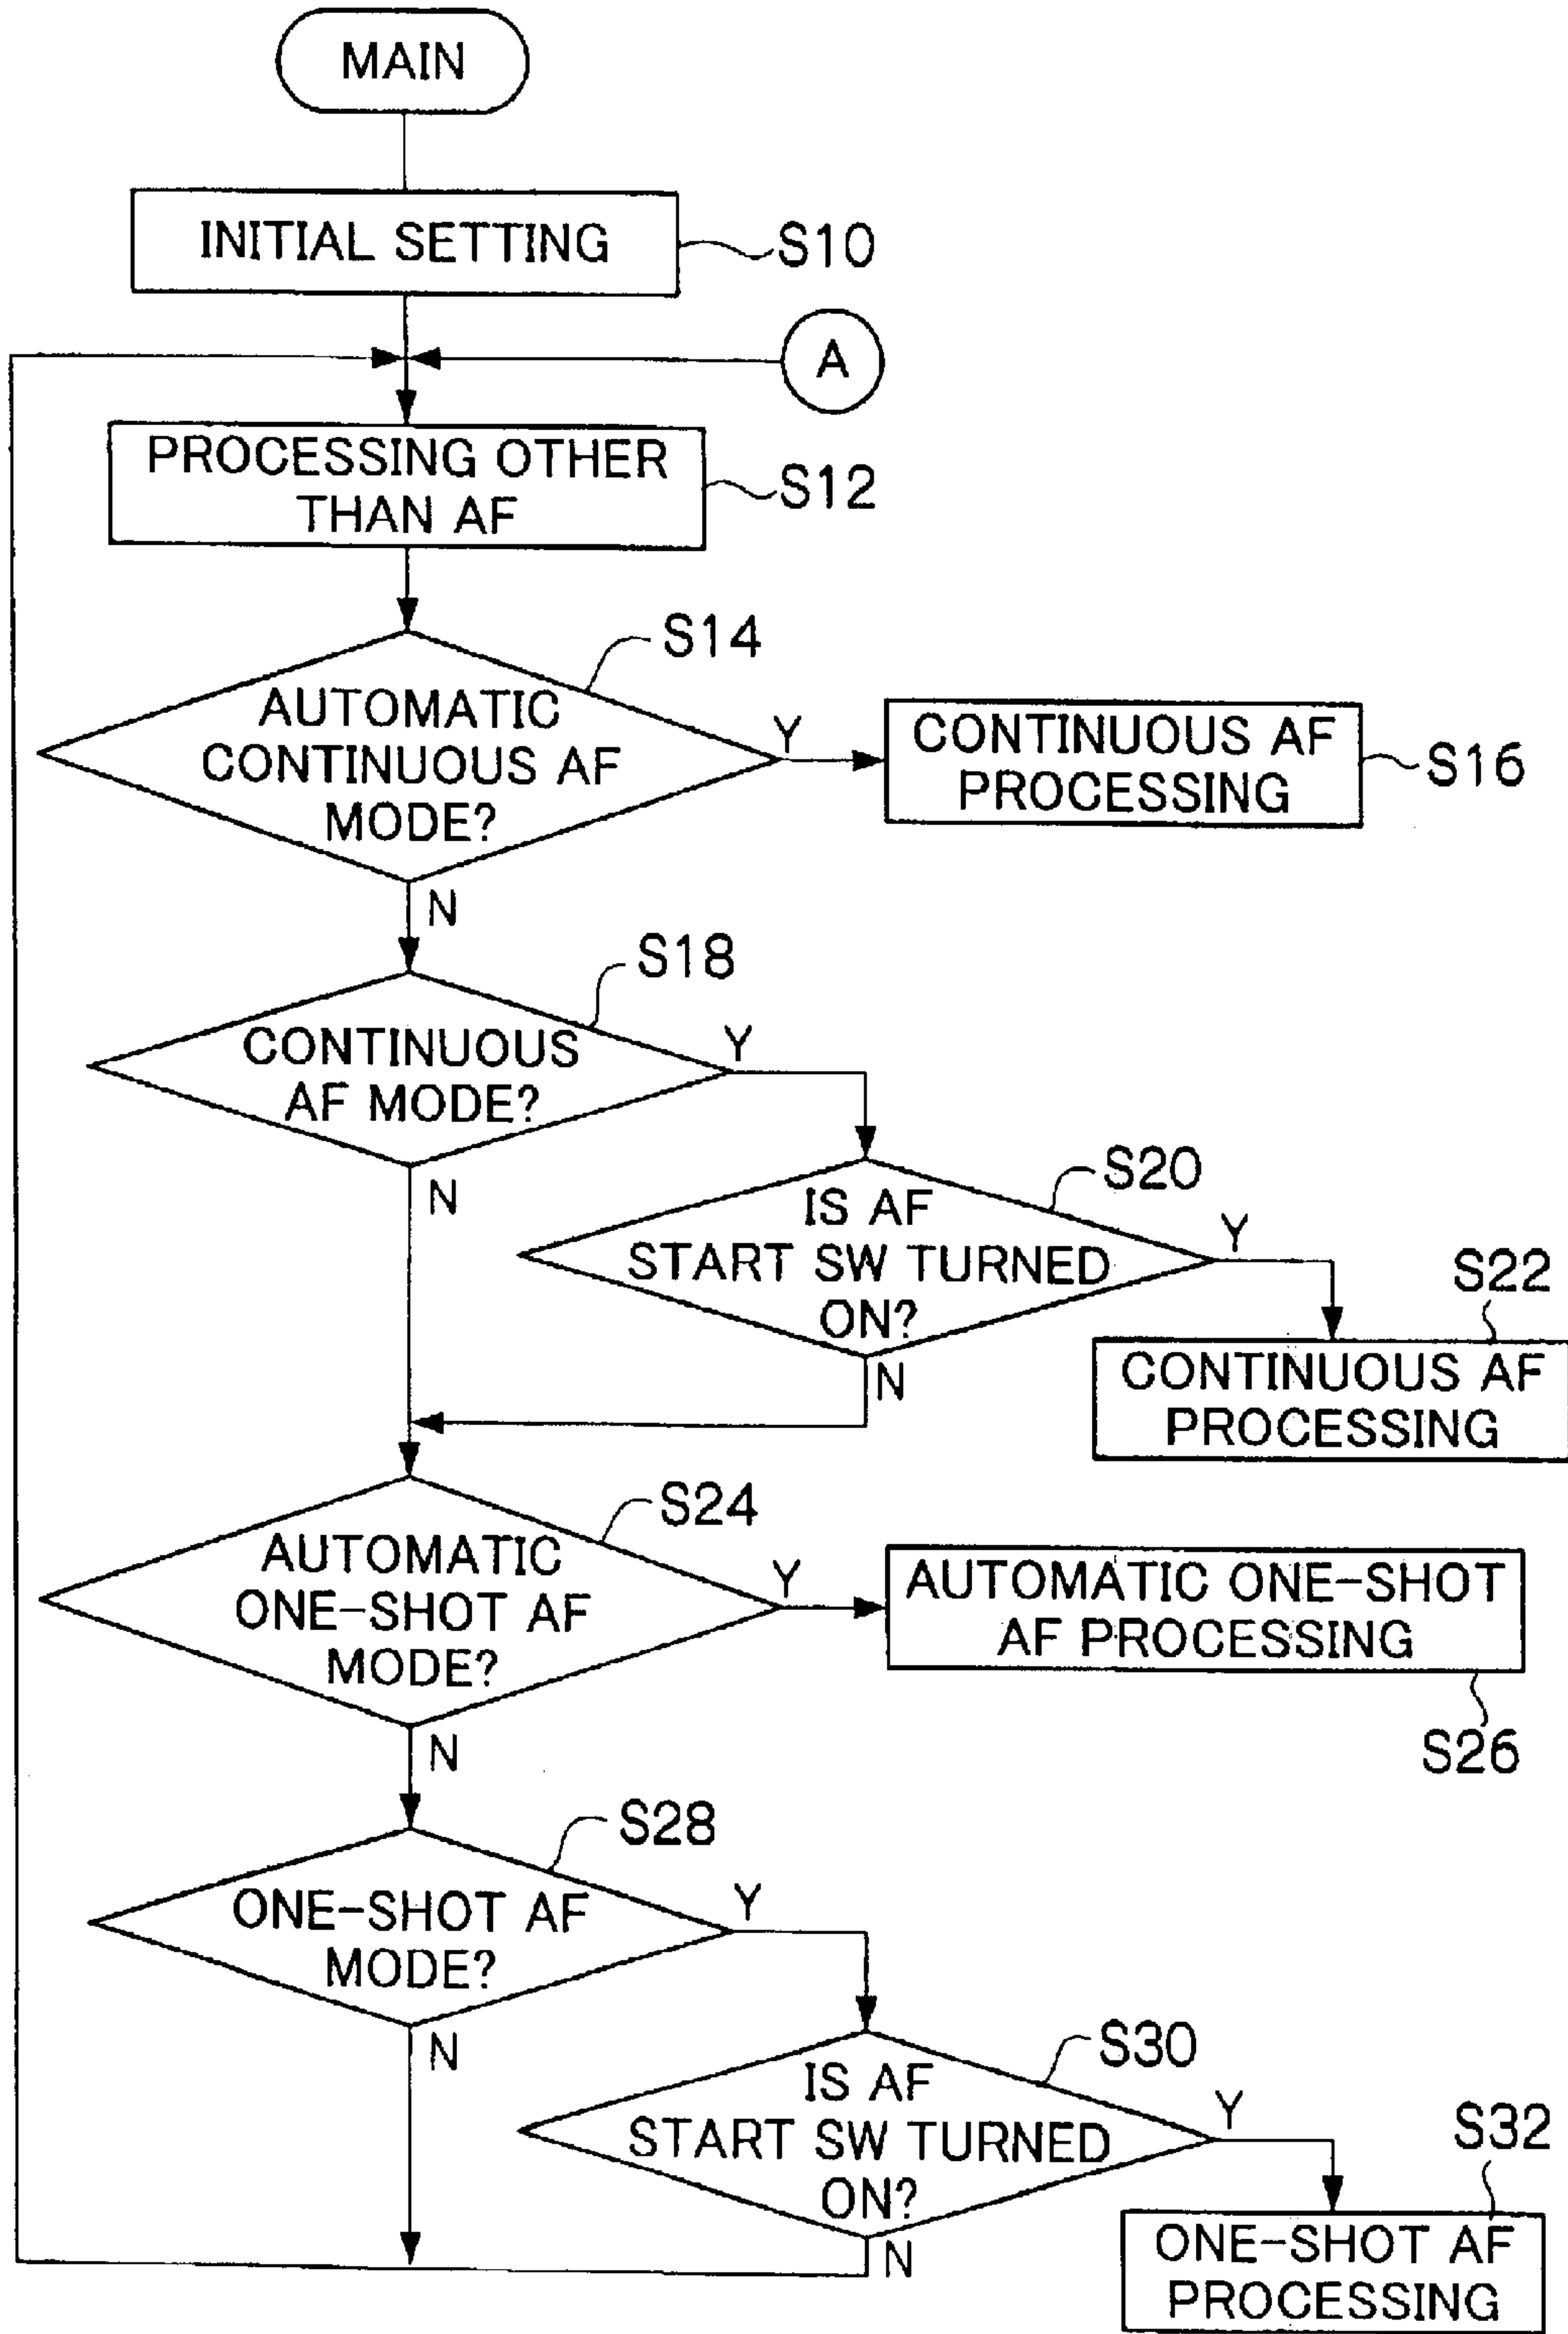 MAIN
INITIAL SETTING
S10
A
PROCESSING OTHER
THAN AF
S12
S14
AUTOMATIC
CONTINUOUS AF
MODE?
Y
CONTINUOUS AF
PROCESSING
S16
N
S18
CONTINUOUS
AF MODE?
Y
N
S20
IS AF
START SW TURNED
ON?
Y
S22
CONTINUOUS AF
PROCESSING
N
S24
AUTOMATIC
ONE-SHOT AF
MODE?
Y
AUTOMATIC ONE-SHOT
AF PROCESSING
S26
N
S28
ONE-SHOT AF
MODE?
Y
N
S30
IS AF
START SW TURNED
ON?
Y
S32
ONE-SHOT AF
PROCESSING
N